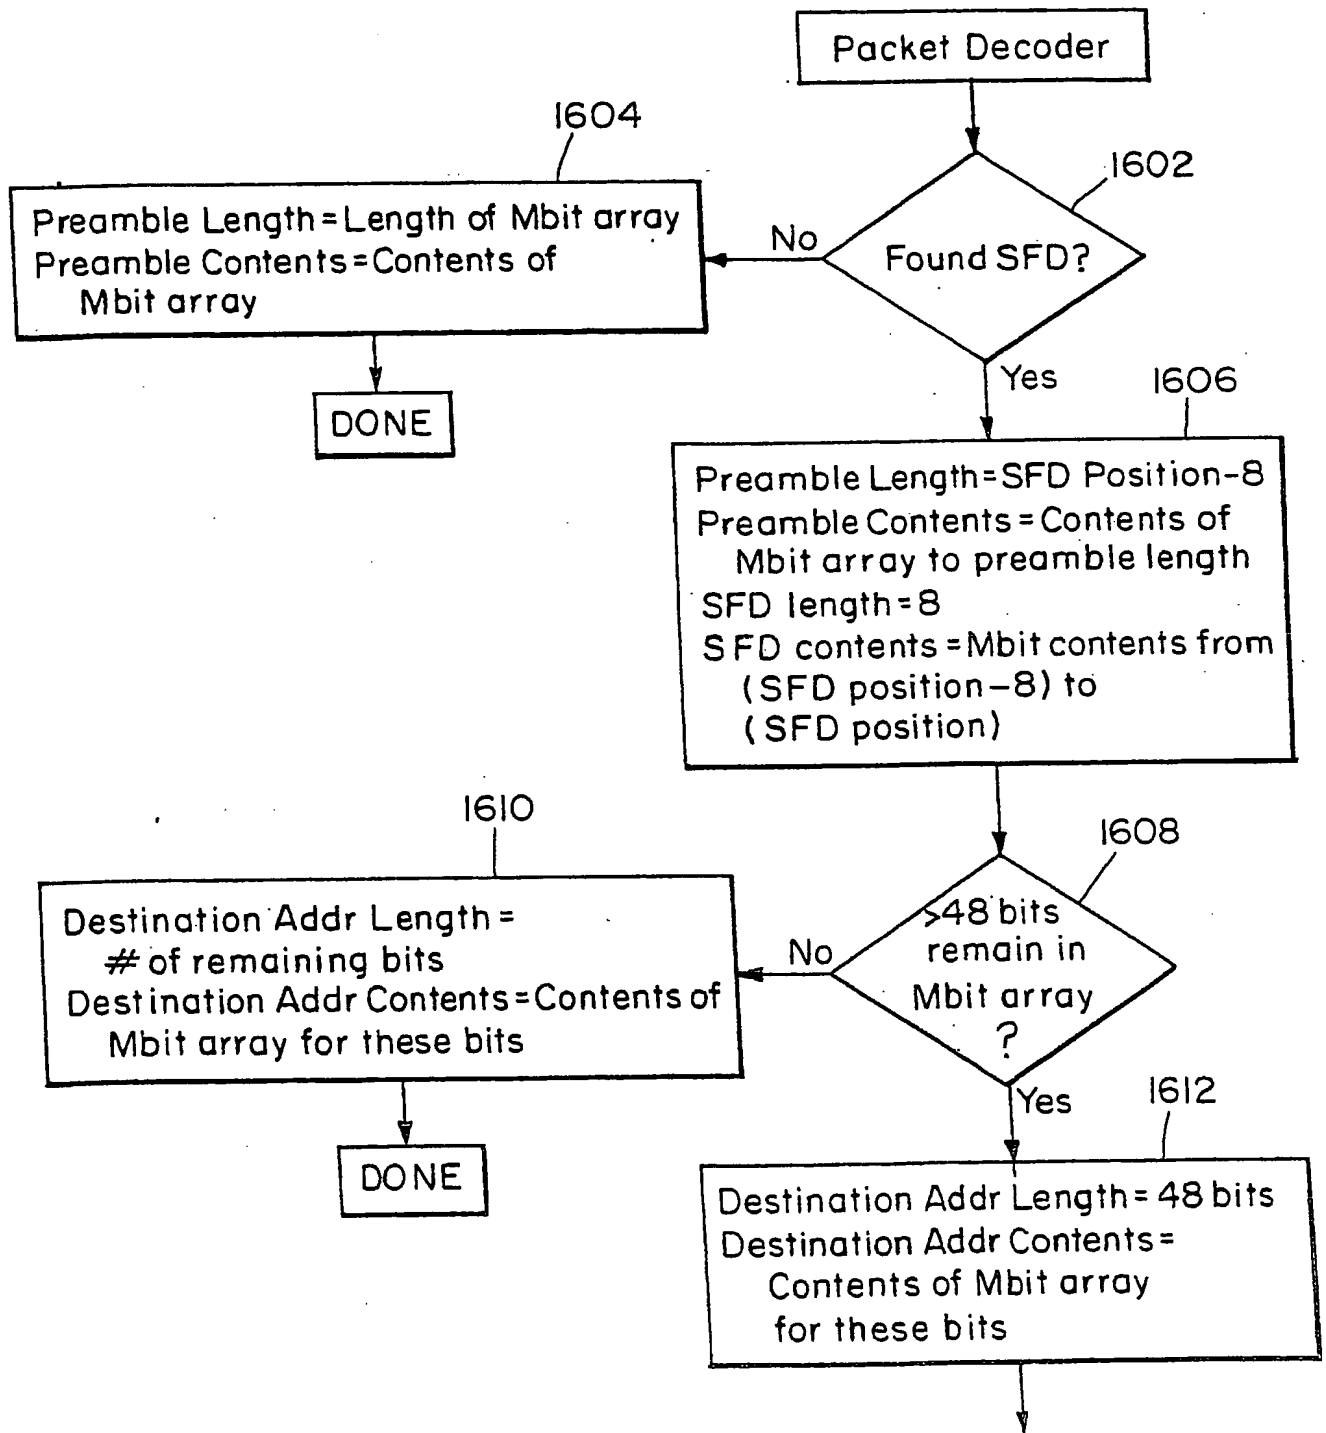 Packet Decoder
1604
1602
Preamble Length=Length of Mbit array
Preamble Contents=Contents of
Mbit array
No
Found SFD?
DONE
Yes
1606
Preamble Length=SFD Position-8
Preamble Contents=Contents of
Mbit array to preamble length
SFD length=8
SFD contents=Mbit contents from
(SFD position-8) to
(SFD position)
1610
1608
Destination Addr Length=
# of remaining bits
Destination Addr Contents=Contents of
Mbit array for these bits
No
>48 bits
remain in
Mbit array
?
DONE
Yes
1612
Destination Addr Length=48 bits
Destination Addr Contents=
Contents of Mbit array
for these bits